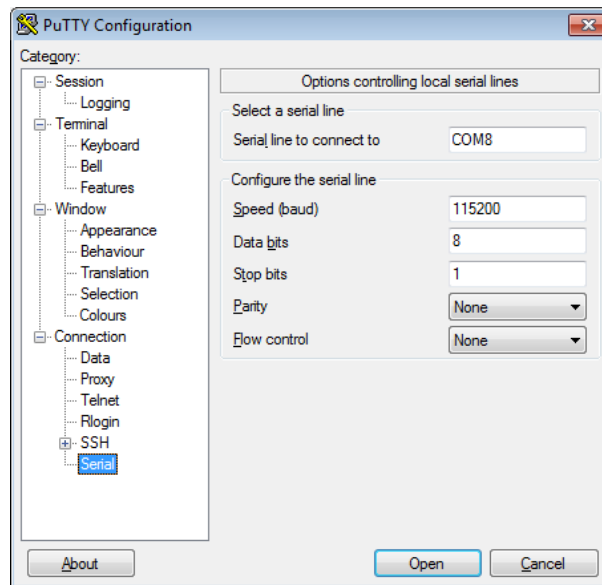 PuTTY Configuration
Category:
Session
Logging
Terminal
Keyboard
Bell
Features
Window
Appearance
Behaviour
Translation
Selection
Colours
Connection
Data
Proxy
Telnet
Rlogin
SSH
Serial
Options controlling local serial lines
Select a serial line
Serial line to connect to COM8
Configure the serial line
Speed (baud) 115200
Data bits 8
Stop bits 1
Parity None
Flow control None
About Open Cancel